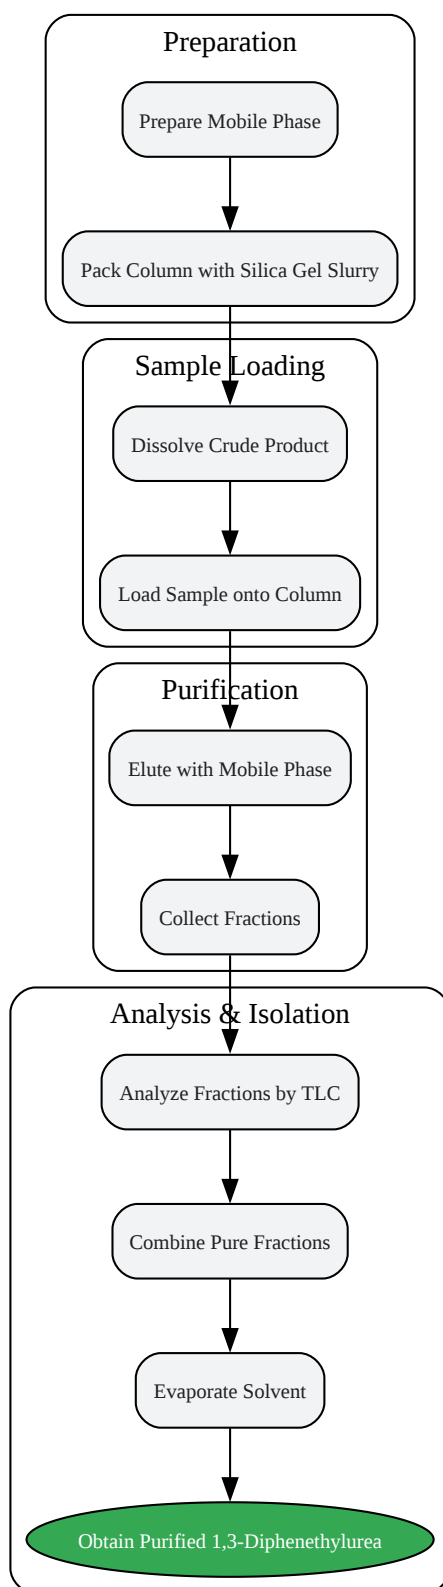 Preparation
Prepare Mobile Phase
Pack Column with Silica Gel Slurry
Sample Loading
Dissolve Crude Product
Load Sample onto Column
Purification
Elute with Mobile Phase
Collect Fractions
Analysis & Isolation
Analyze Fractions by TLC
Combine Pure Fractions
Evaporate Solvent
Obtain Purified 1,3-Diphenethylurea